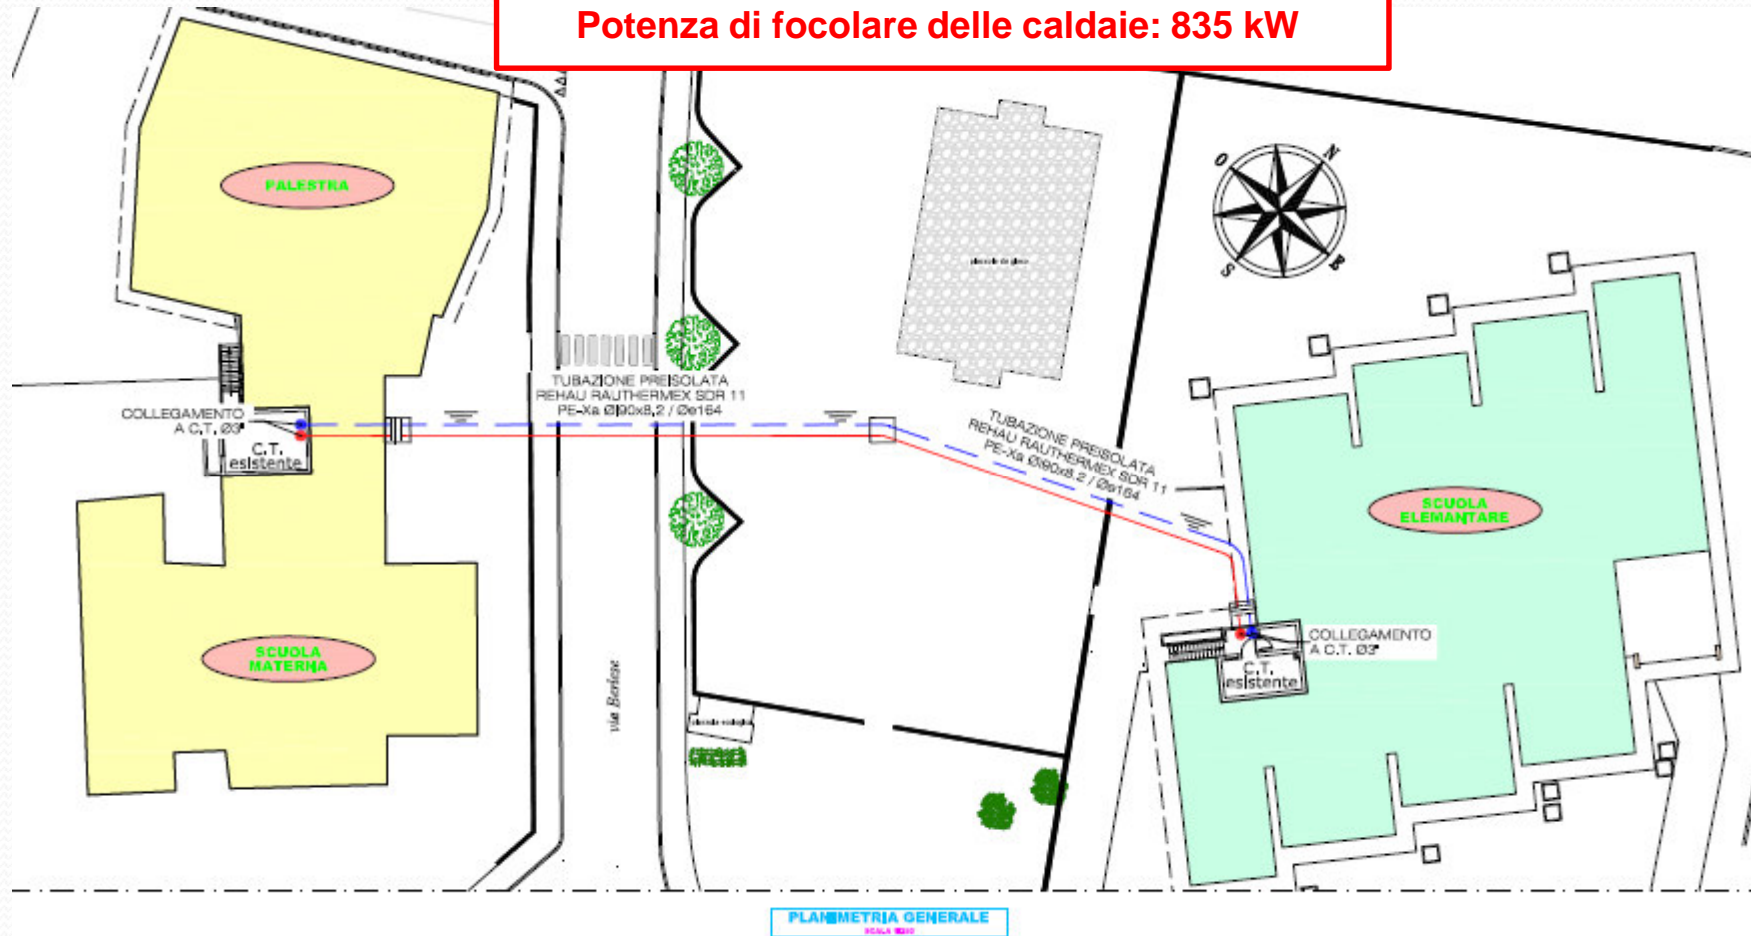 Potenza di focolare delle caldaie: 835 kW
PALESTRA
O
N
S
E
TUBAZIONE PREISOLATA
REHAU RAUTHERMEX SDR 11
PE-Xa Ø90x8,2 / Øe164
COLLEGAMENTO
A C.T. Ø3"
C.T.
esistente
TUBAZIONE PREISOLATA
REHAU RAUTHERMEX SDR 11
PE-Xa Ø90x8,2 / Øe164
SCUOLA
ELEMANTARE
SCUOLA
MATERNA
COLLEGAMENTO
A C.T. Ø3"
C.T.
esistente
via
PLANIMETRIA GENERALE
SCALA